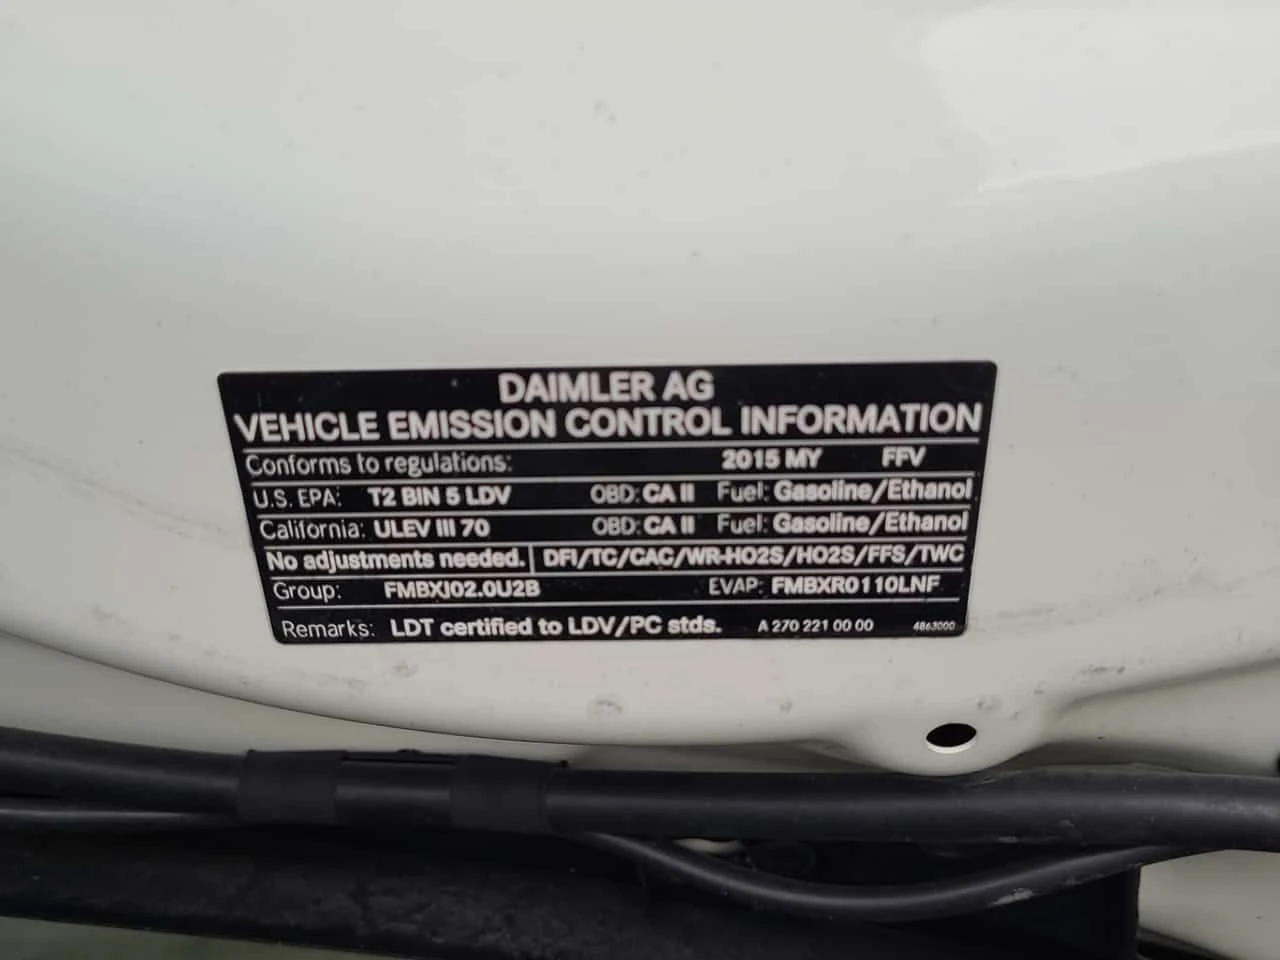 DAIMLER AG
VEHICLE EMISSION CONTROL INFORMATION
Conforms to regulations: 2015 MY FFV
U.S. EPA: T2 BIN 5 LDV OBD: CA II Fuel: Gasoline/Ethanol
California: ULEV III 70 OBD: CA II Fuel: Gasoline/Ethanol
No adjustments needed. DFI/TC/CAC/WR-HO2S/HO2S/FFS/TWC
Group: FMBXJ02.0U2B EVAP: FMBXR0110LNF
Remarks: LDT certified to LDV/PC stds. A 270 221 00 00 4863000